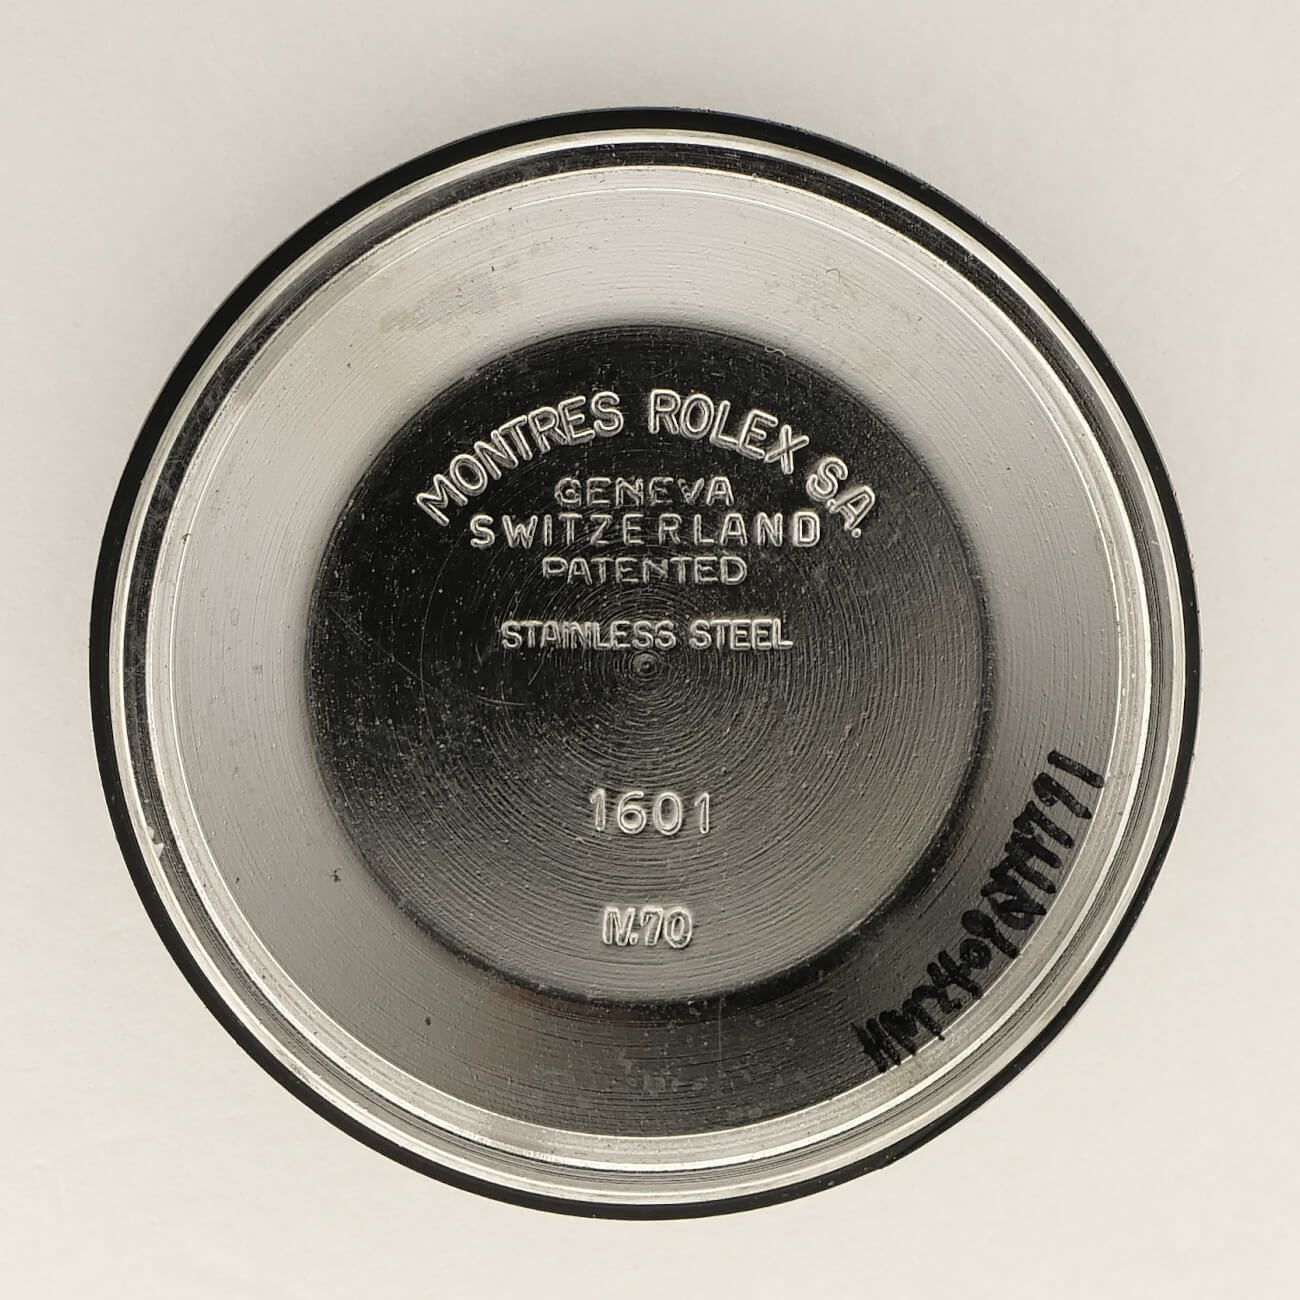 MONTRES ROLEX S.A.
GENEVA
SWITZERLAND
PATENTED
STAINLESS STEEL
1601
IV.70